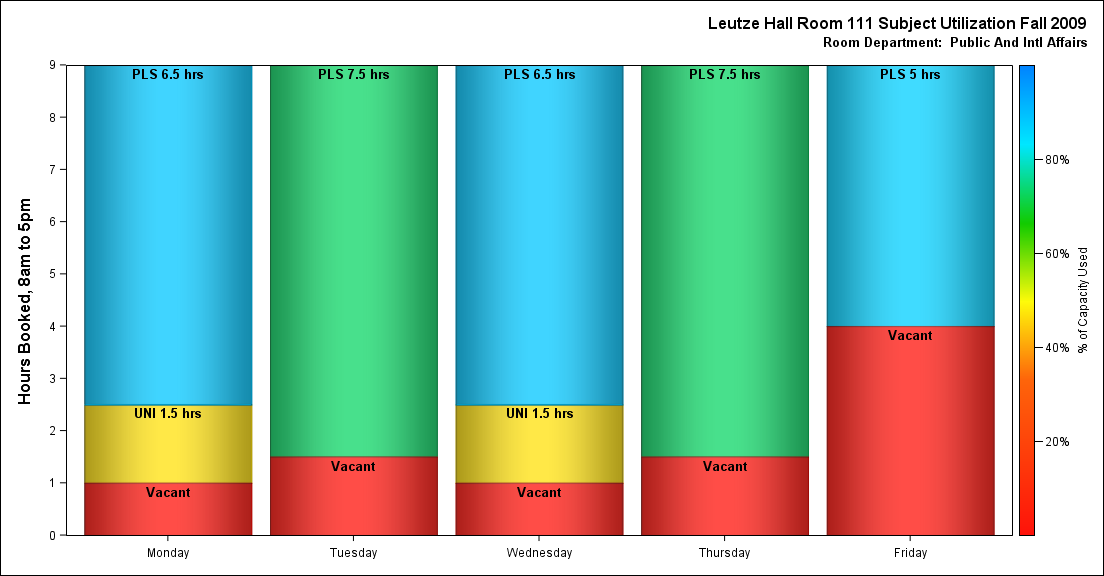 Leutze Hall Room 111 Subject Utilization Fall 2009
Room Department:  Public And Intl Affairs
Hours Booked, 8am to 5pm
9
8
7
6
5
4
3
2
1
0
PLS 6.5 hrs
UNI 1.5 hrs
Vacant
PLS 7.5 hrs
Vacant
PLS 6.5 hrs
UNI 1.5 hrs
Vacant
PLS 7.5 hrs
Vacant
PLS 5 hrs
Vacant
Monday
Tuesday
Wednesday
Thursday
Friday
80%
60%
40%
20%
% of Capacity Used